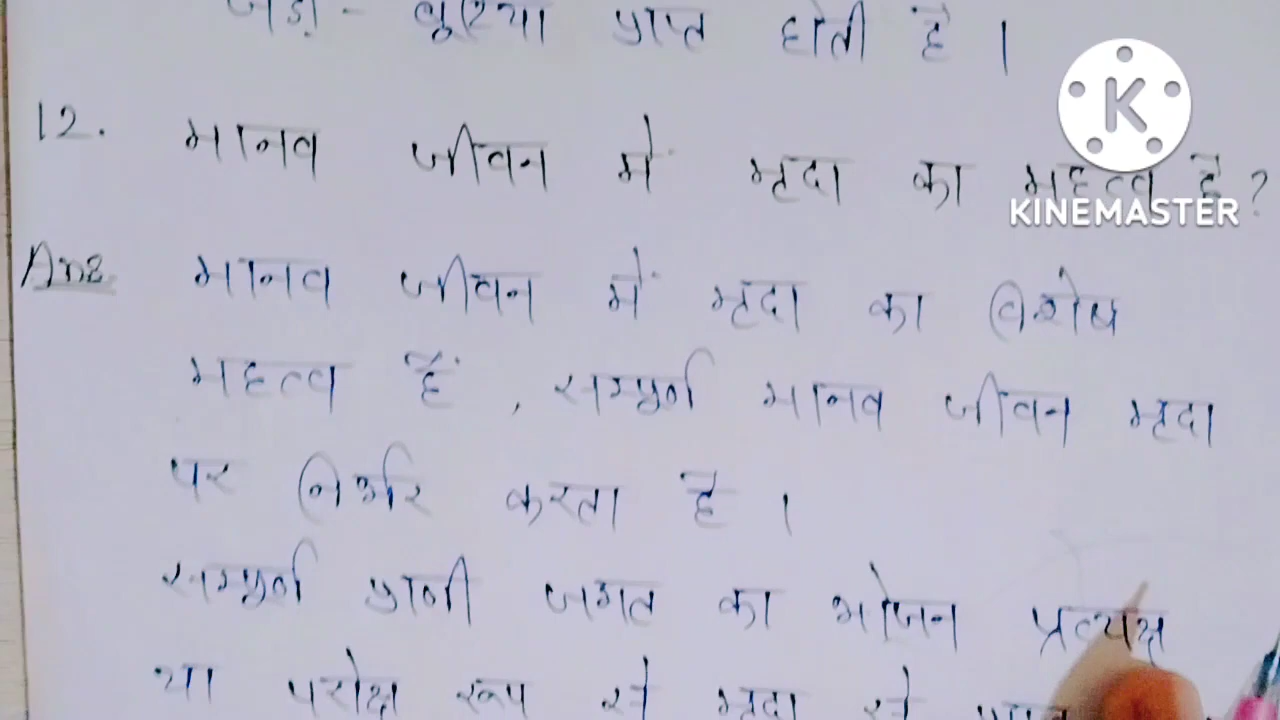 जड़ी - बूटिया प्राप्त होती है ।
12. मानव जीवन में मृदा का महत्व है ?
KINEMASTER
Ans मानव जीवन में मृदा का विशेष
महत्व हैं , सम्पूर्ण मानव जीवन मृदा
पर निर्भर करता है ।
सम्पूर्ण प्राणी जगत का भोजन प्रत्यक्ष
या परोक्ष रूप से मृदा से